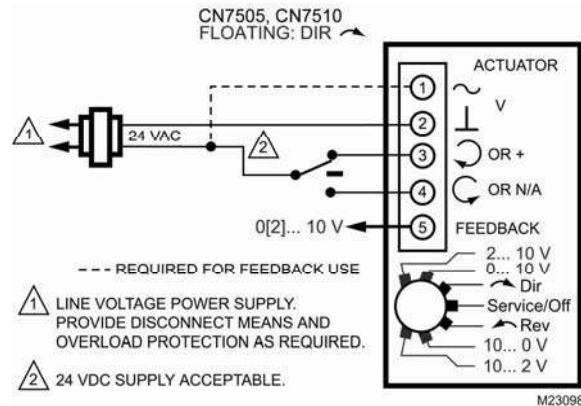 CN7505, CN7510
FLOATING: DIR
ACTUATOR
1
V
2
1
24 VAC
2
3
OR +
4
OR N/A
0[2]... 10 V
5
FEEDBACK
2... 10 V
0... 10 V
Dir
Service/Off
Rev
10... 0 V
10... 2 V
--- REQUIRED FOR FEEDBACK USE
1 LINE VOLTAGE POWER SUPPLY.
PROVIDE DISCONNECT MEANS AND
OVERLOAD PROTECTION AS REQUIRED.
2 24 VDC SUPPLY ACCEPTABLE.
M23098